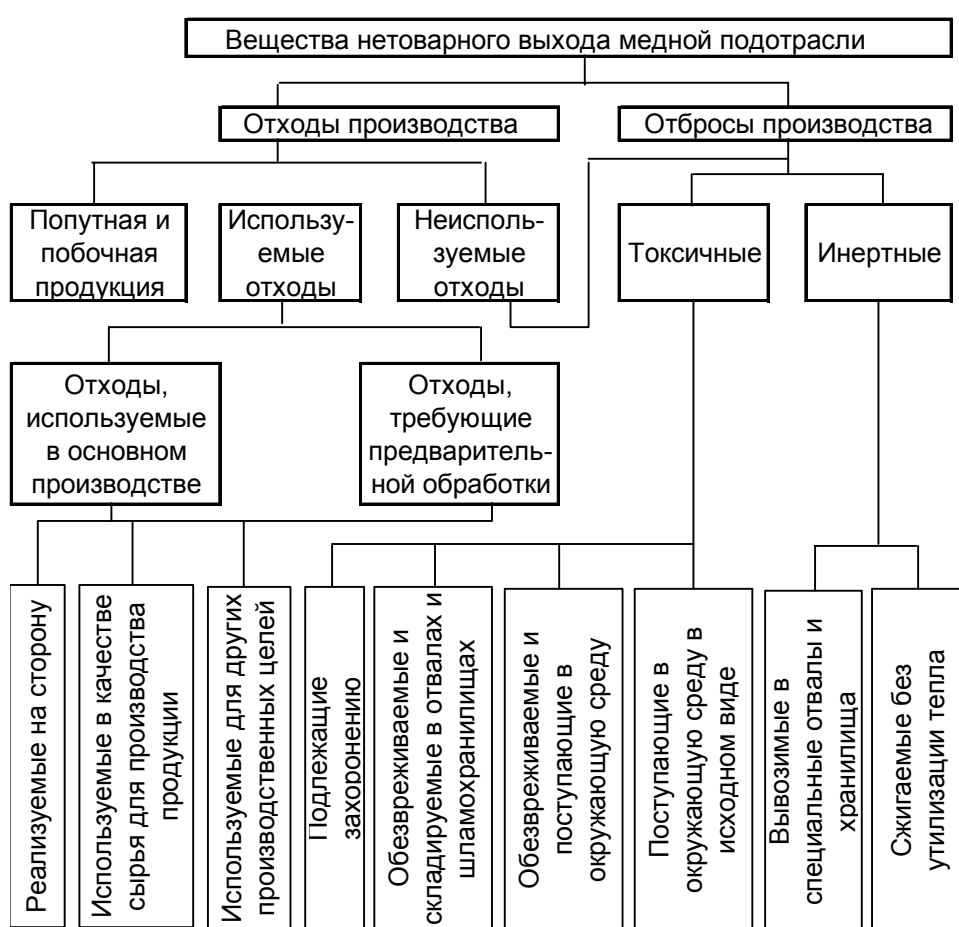 Вещества нетоварного выхода медной подотрасли
Отходы производства
Отбросы производства
Попутная и
побочная
продукция
Использу-
емые
отходы
Неисполь-
зуемые
отходы
Токсичные
Инертные
Отходы,
используемые
в основном
производстве
Отходы,
требующие
предваритель-
ной обработки
Реализуемые на сторону
Используемые в качестве
сырья для производства
продукции
Используемые для других
производственных целей
Подлежащие
захоронению
Обезвреживаемые и
складируемые в отвалах и
шламохранилищах
Обезвреживаемые и
поступающие в
окружающую среду
Поступающие в
окружающую среду в
исходном виде
Вывозимые в
специальные отвалы и
хранилища
Сжигаемые без
утилизации тепла